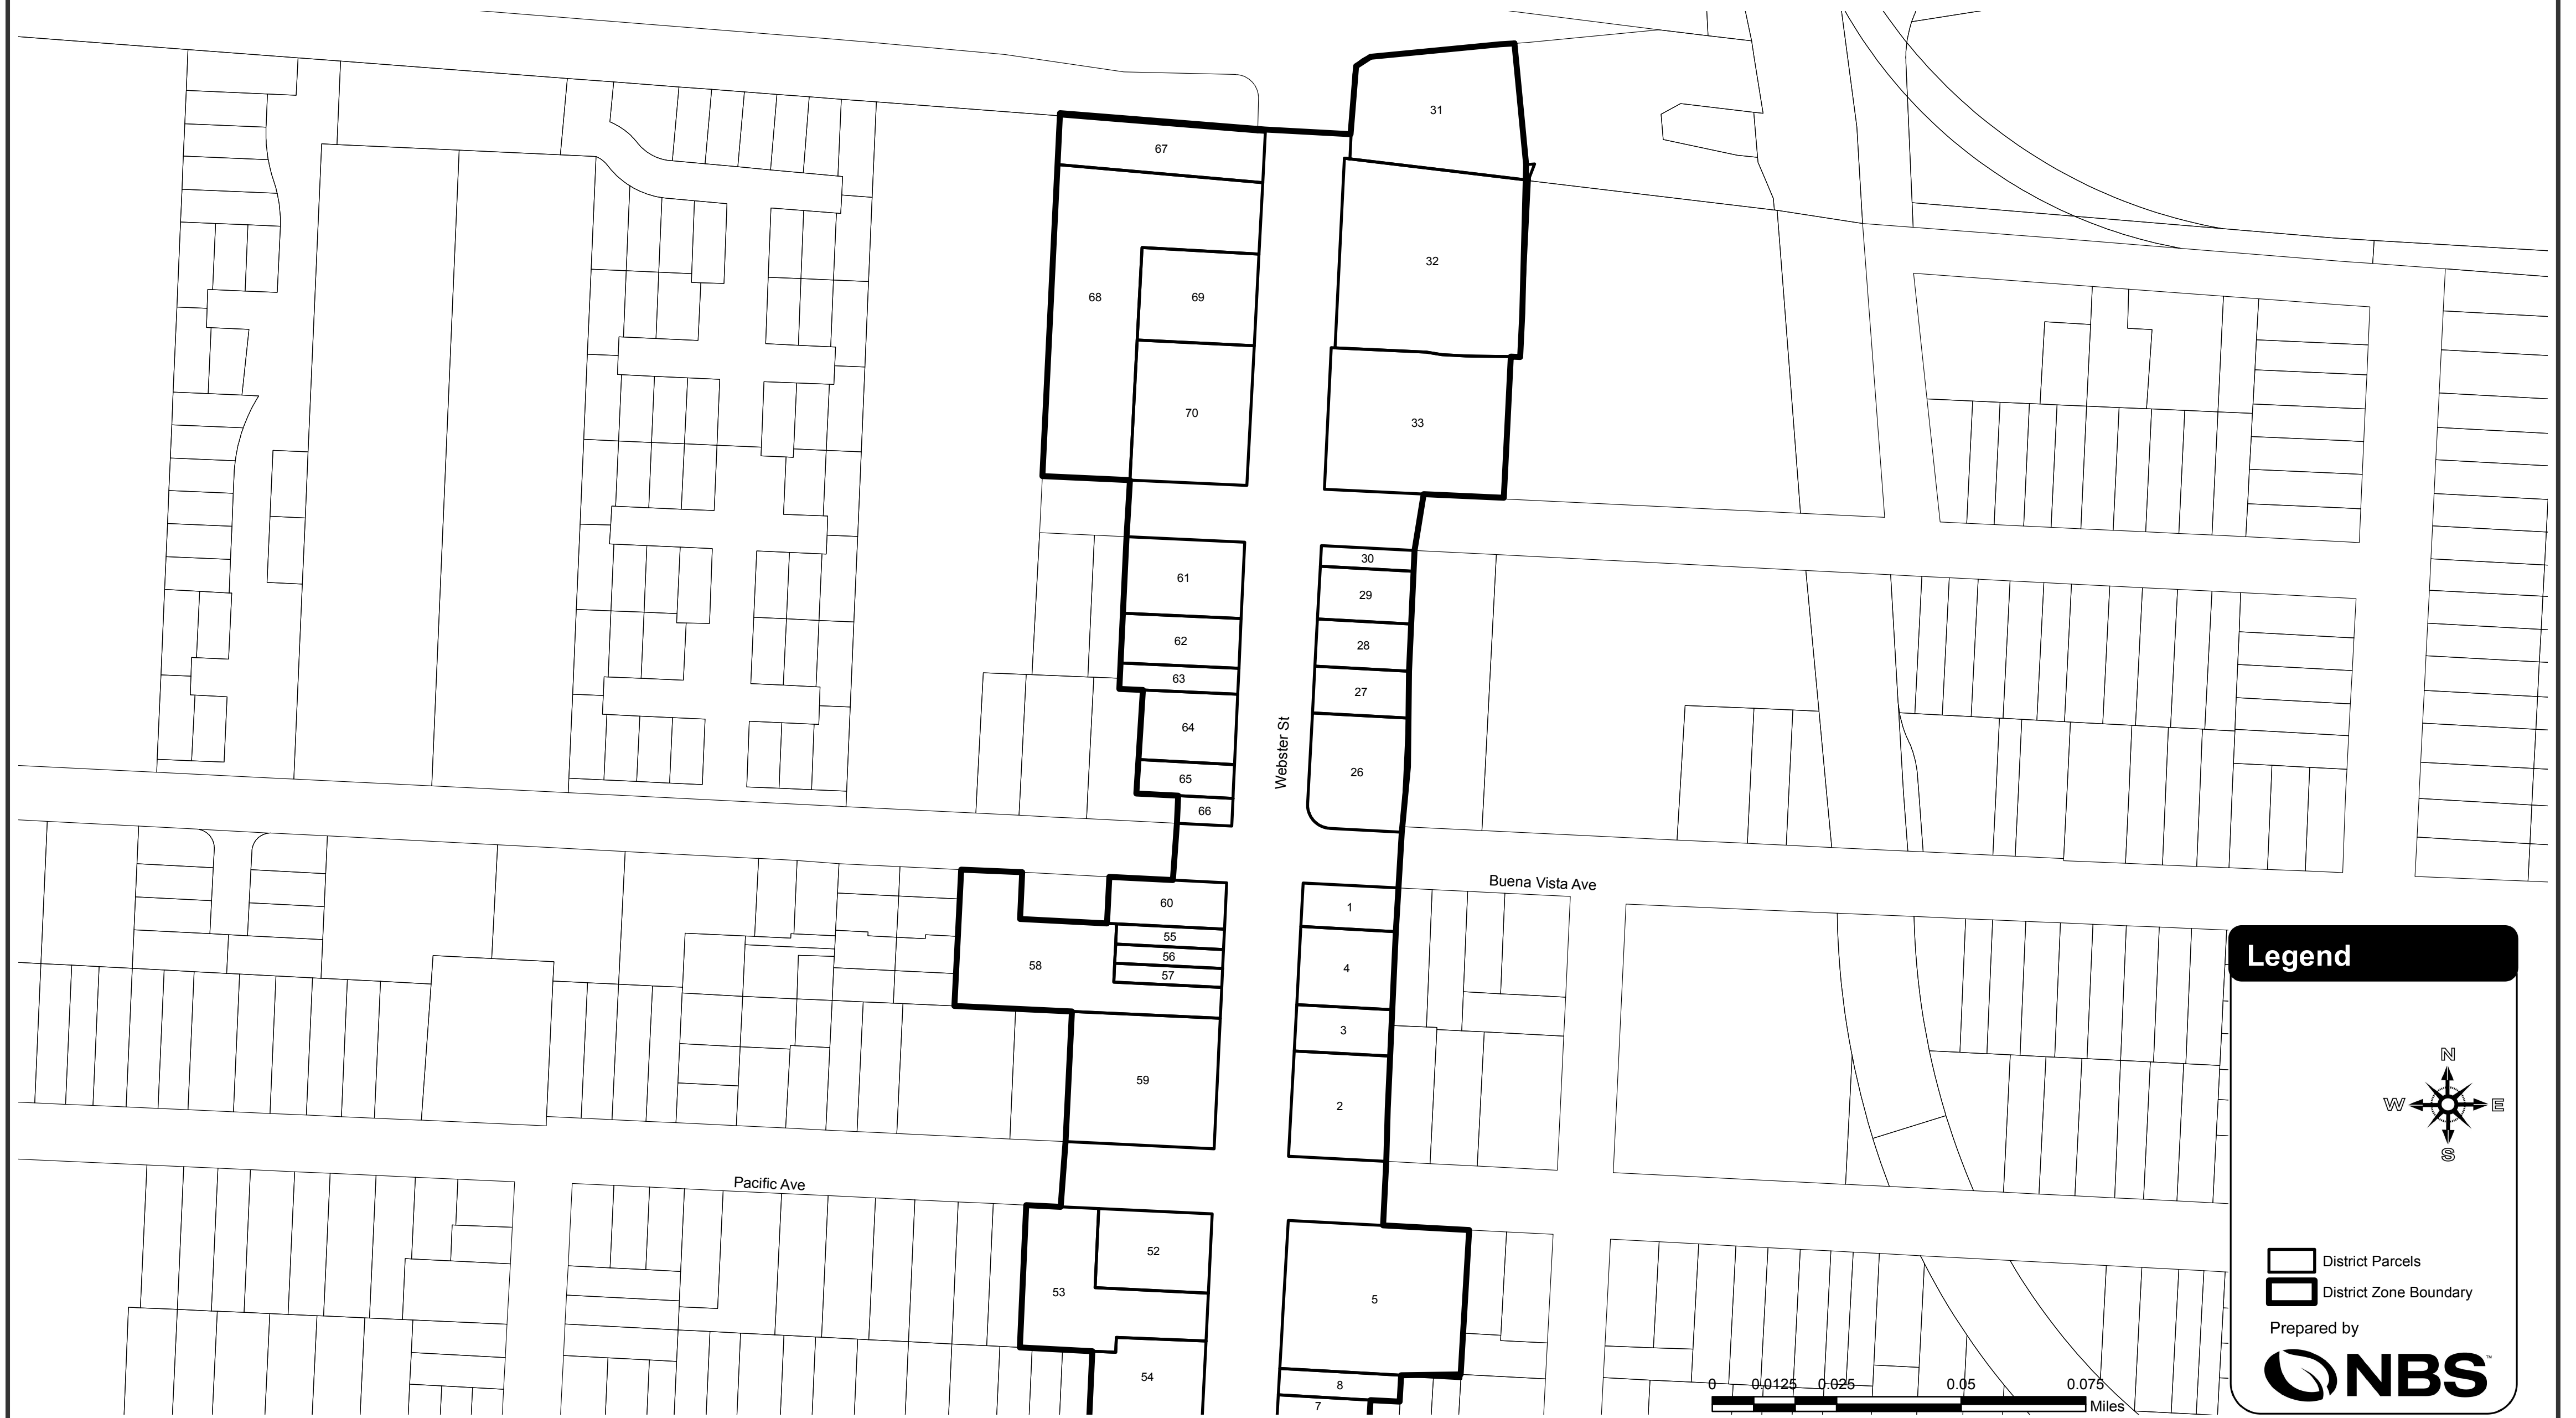 31
67
7
32
68
69
70
33
30
61
29
62
28
63
27
64
Webster St
26
65
66
Buena Vista Ave
60
1
55
56
57
58
4
3
59
2
Pacific Ave
52
53
5
54
8
7
Legend
N
W
E
S
District Parcels
District Zone Boundary
Prepared by
NBS™
0 0.0125 0.025 0.05 0.075
Miles